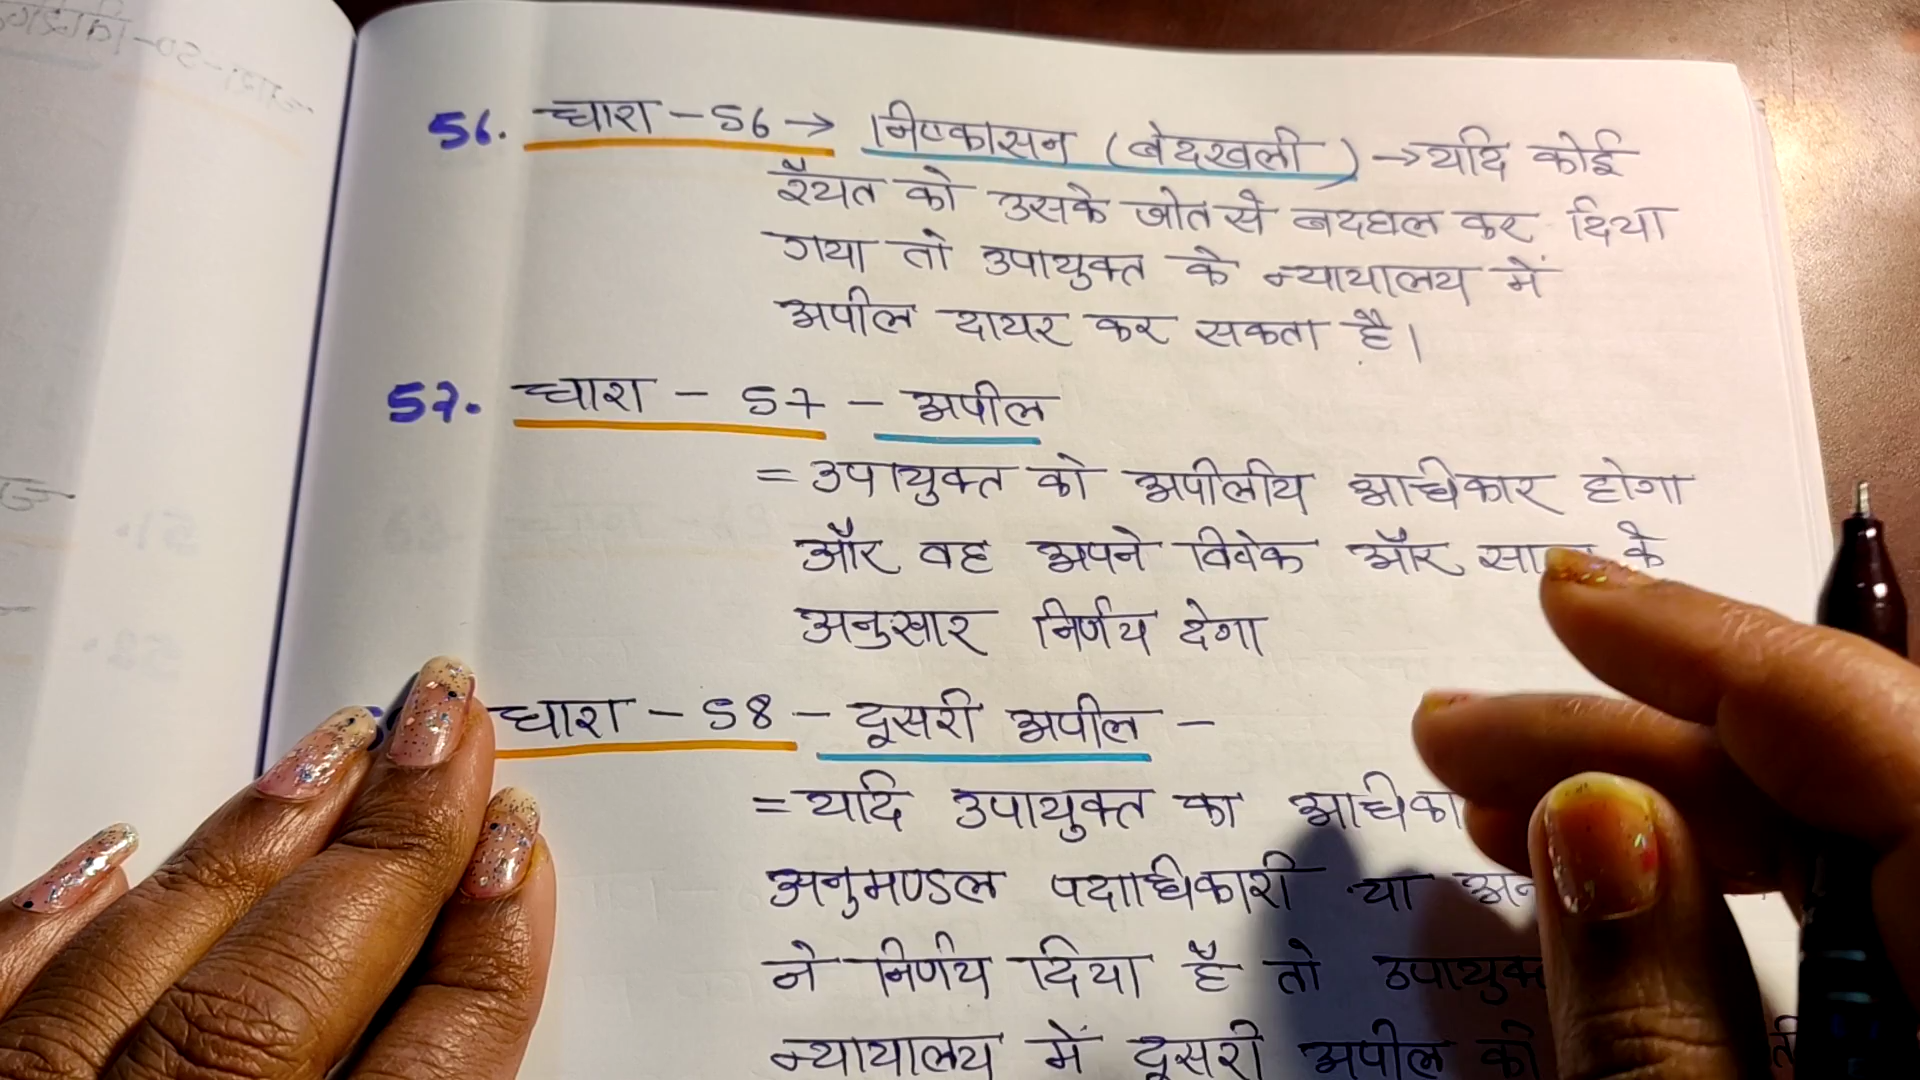 56. धारा - 56 → निष्कासन (बेदखली) → यदि कोई
रैयत को उसके जोत से बदखल कर दिया
गया तो उपायुक्त के न्यायालय में
अपील दायर कर सकता है।
57. धारा - 57 - अपील
= उपायुक्त को अपीलीय अधिकार होगा
और वह अपने विवेक और के
अनुसार निर्णय देगा
धारा - 58 - दूसरी अपील -
= यदि उपायुक्त का
अनुमण्डल पदाधिकारी या
ने निर्णय दिया है तो
न्यायालय में दूसरी अपील की